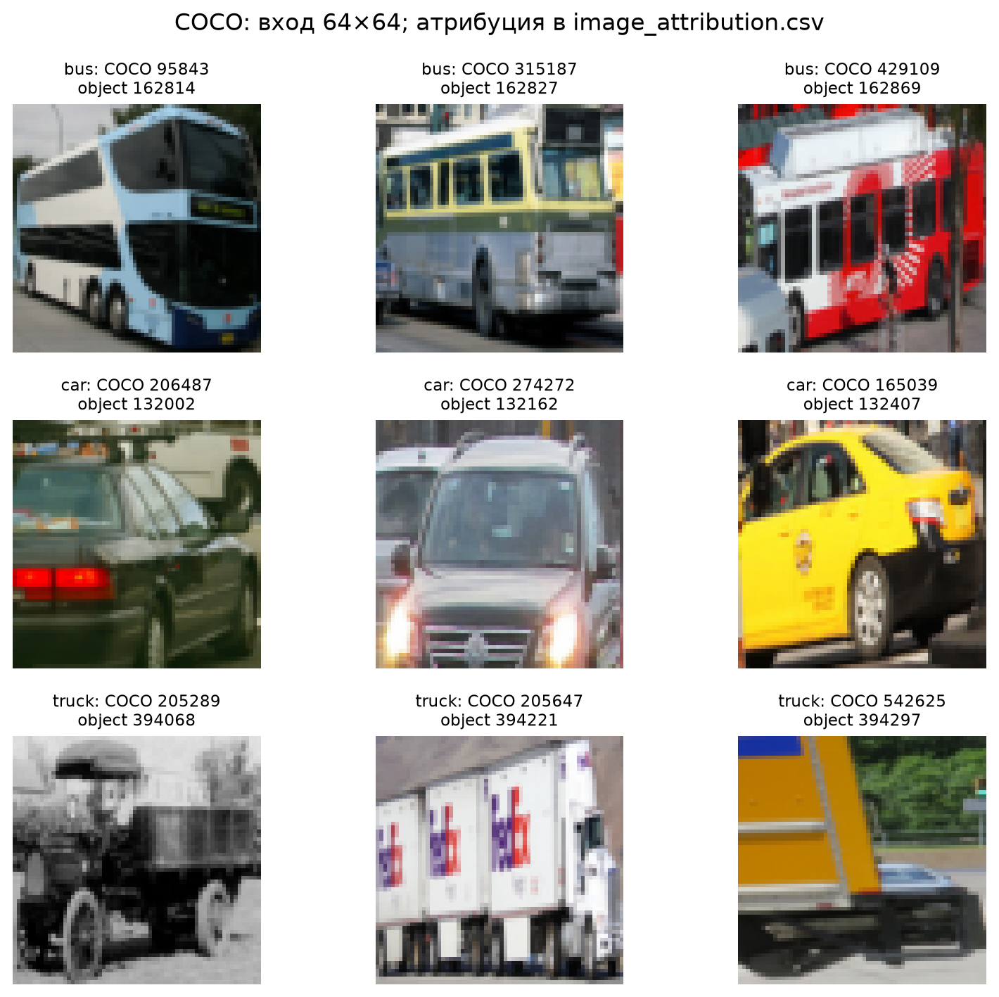 COCO: вход 64×64; атрибуция в image_attribution.csv
bus: COCO 95843
object 162814
bus: COCO 315187
object 162827
bus: COCO 429109
object 162869
car: COCO 206487
object 132002
car: COCO 274272
object 132162
car: COCO 165039
object 132407
truck: COCO 205289
object 394068
truck: COCO 205647
object 394221
truck: COCO 542625
object 394297